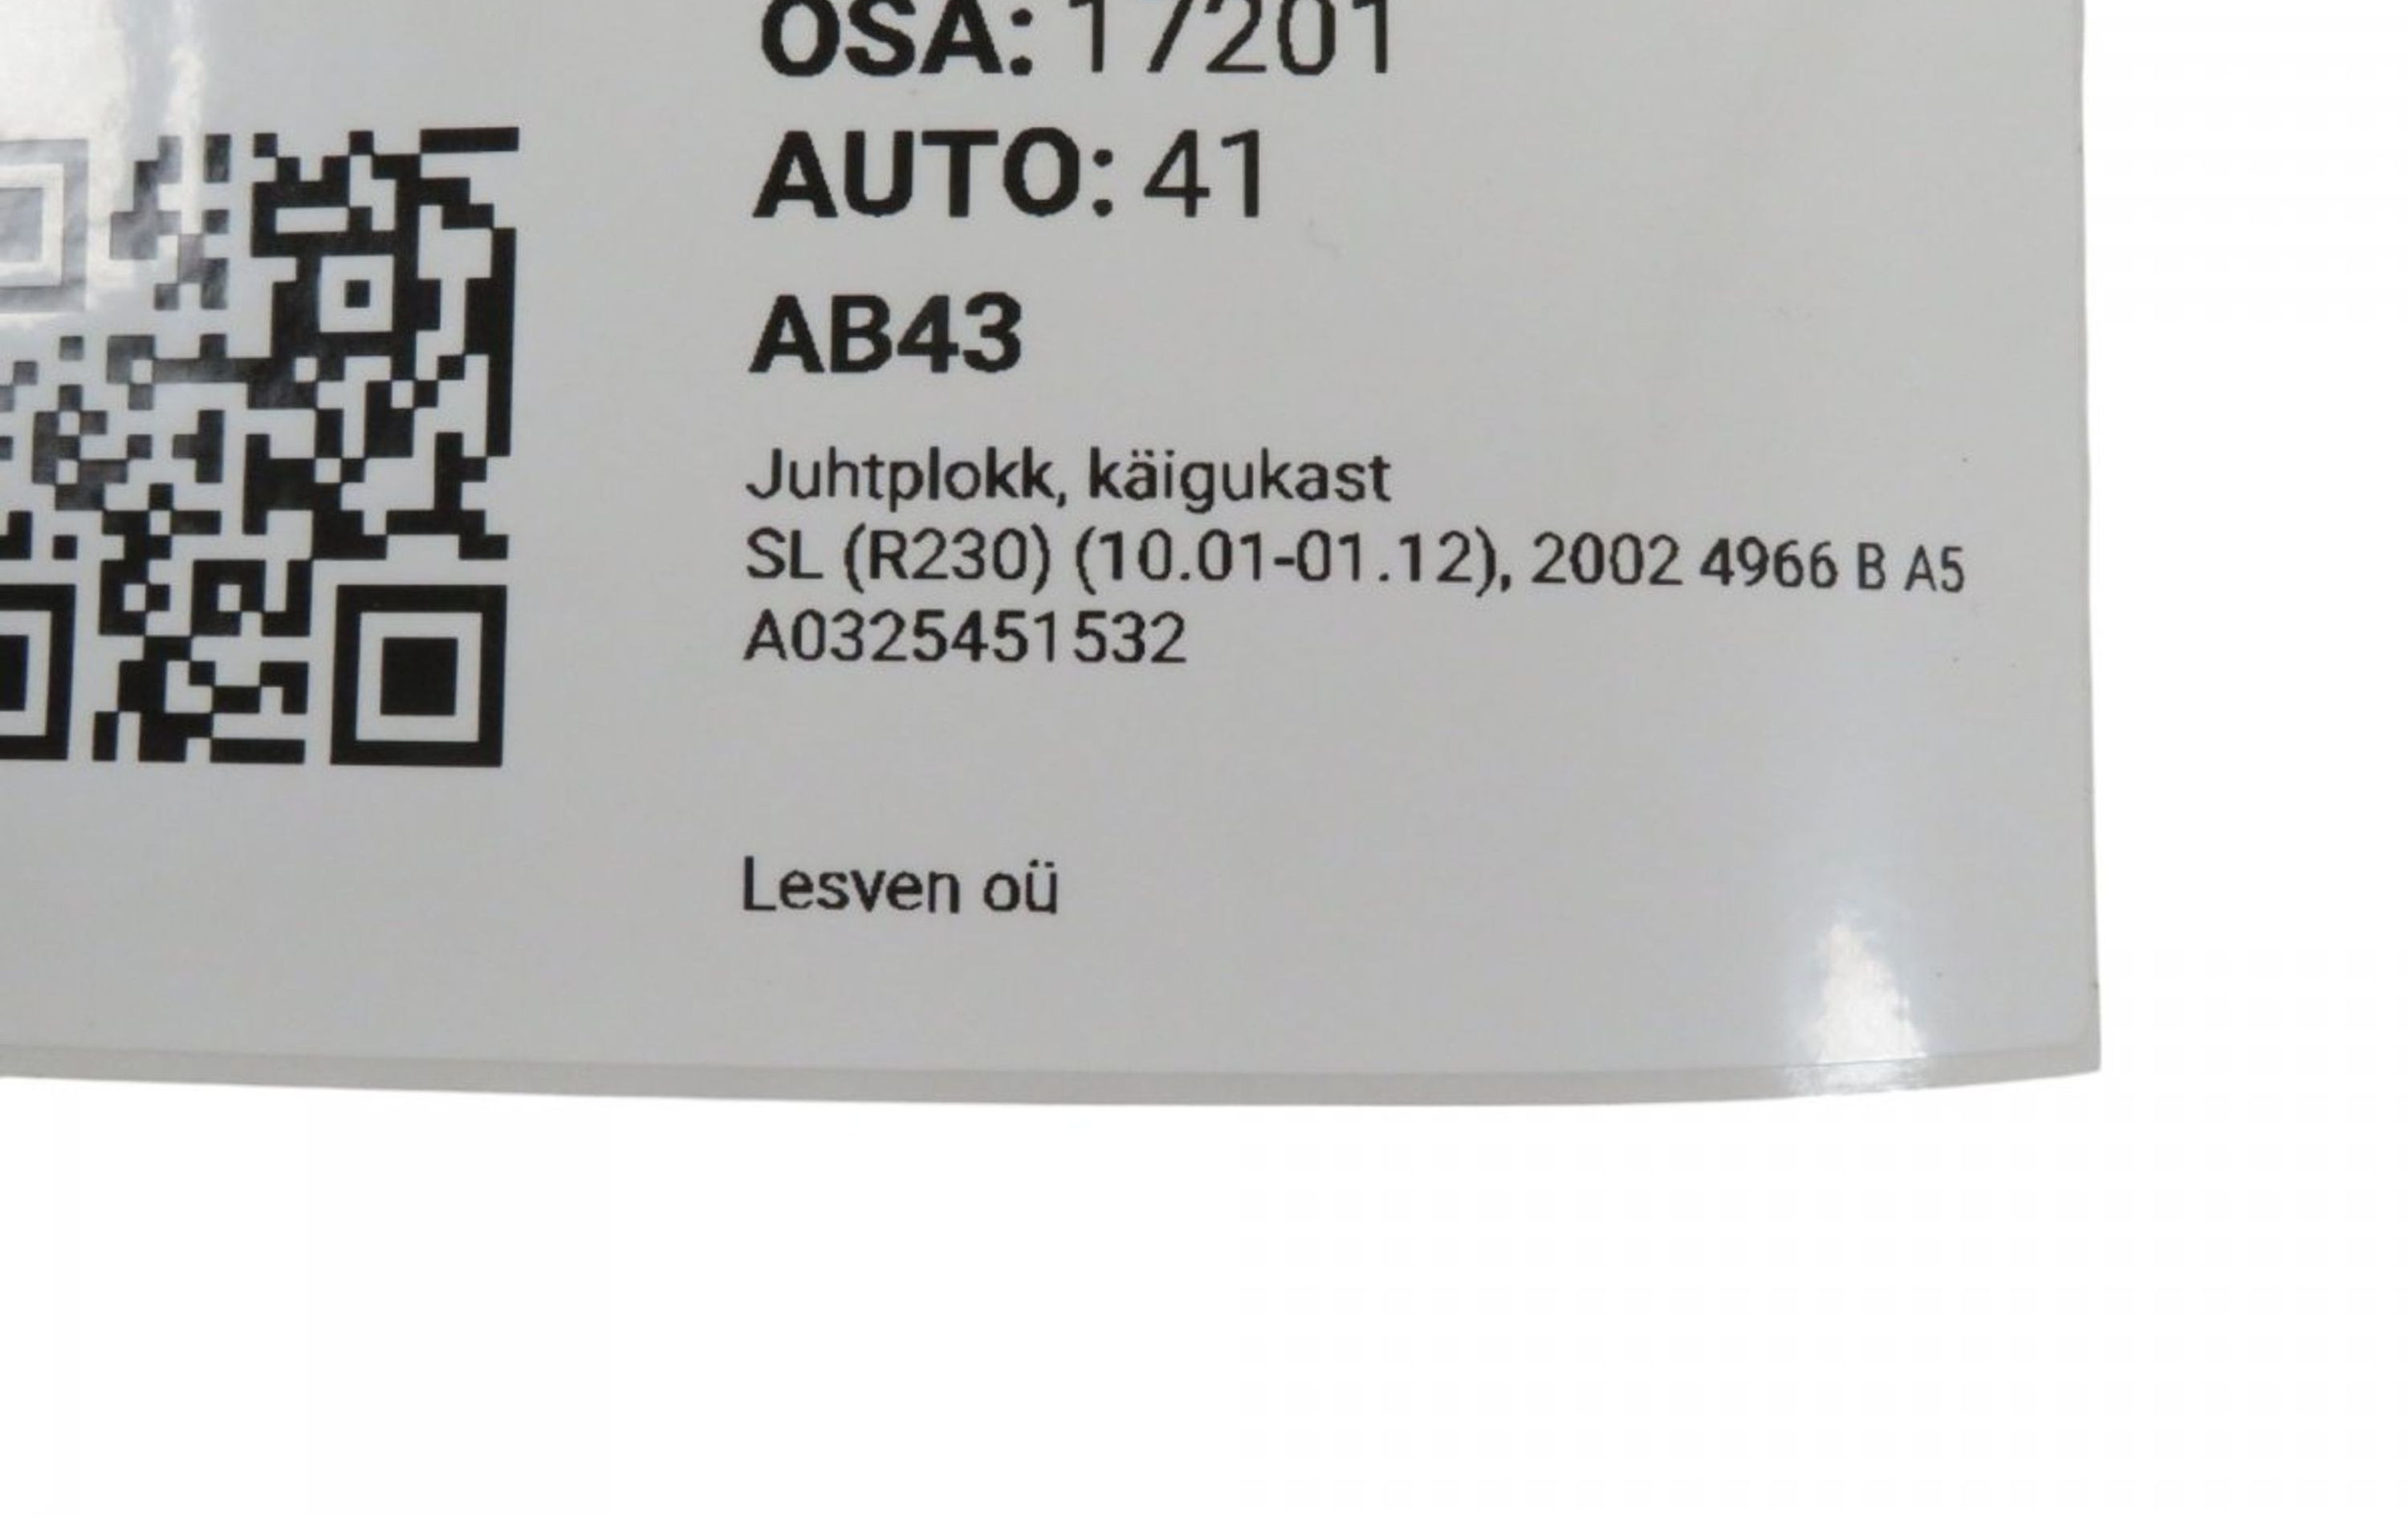 OSA: 17201
AUTO: 41
AB43
Juhtplokk, käigukast
SL (R230) (10.01-01.12), 2002 4966 B A5
A0325451532
Lesven oü